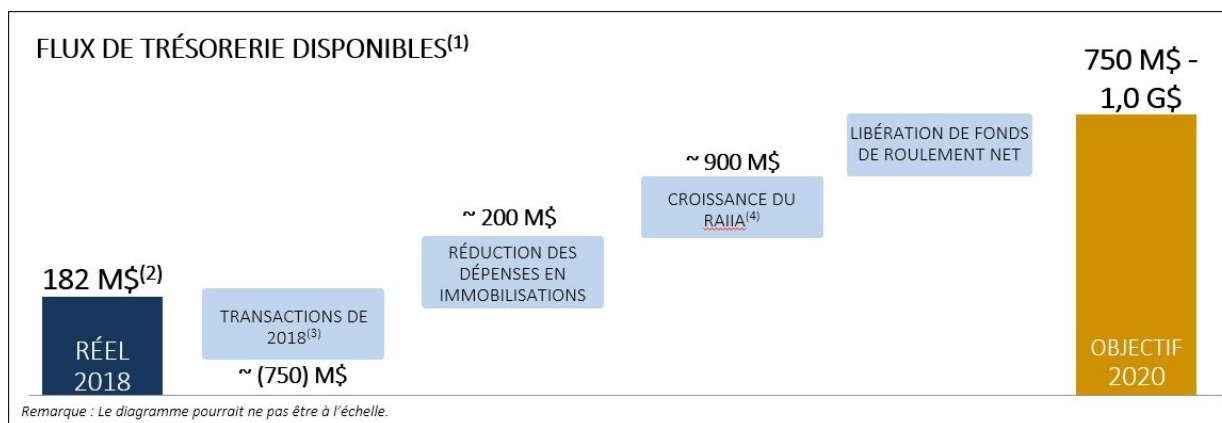 FLUX DE TRÉSORERIE DISPONIBLES(1)
182 M$(2)
RÉEL
2018
TRANSACTIONS DE
2018(3)
~ (750) M$
~ 200 M$
RÉDUCTION DES
DÉPENSES EN
IMMOBILISATIONS
~ 900 M$
CROISSANCE DU
RAIIA(4)
LIBÉRATION DE FONDS
DE ROULEMENT NET
750 M$ -
1,0 G$
OBJECTIF
2020
Remarque : Le diagramme pourrait ne pas être à l'échelle.